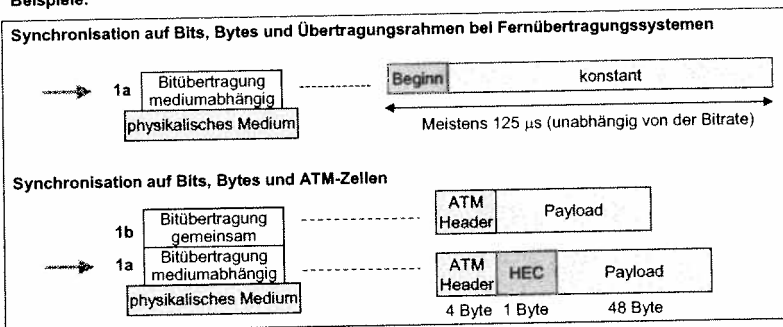 Beispiele:
Synchronisation auf Bits, Bytes und Übertragungsrahmen bei Fernübertragungssystemen
1a
Bitübertragung
mediumabhängig
physikalisches Medium
Beginn
konstant
Meistens 125 µs (unabhängig von der Bitrate)
Synchronisation auf Bits, Bytes und ATM-Zellen
1b
Bitübertragung
gemeinsam
1a
Bitübertragung
mediumabhängig
physikalisches Medium
ATM
Header
Payload
ATM
Header
HEC
Payload
4 Byte 1 Byte 48 Byte